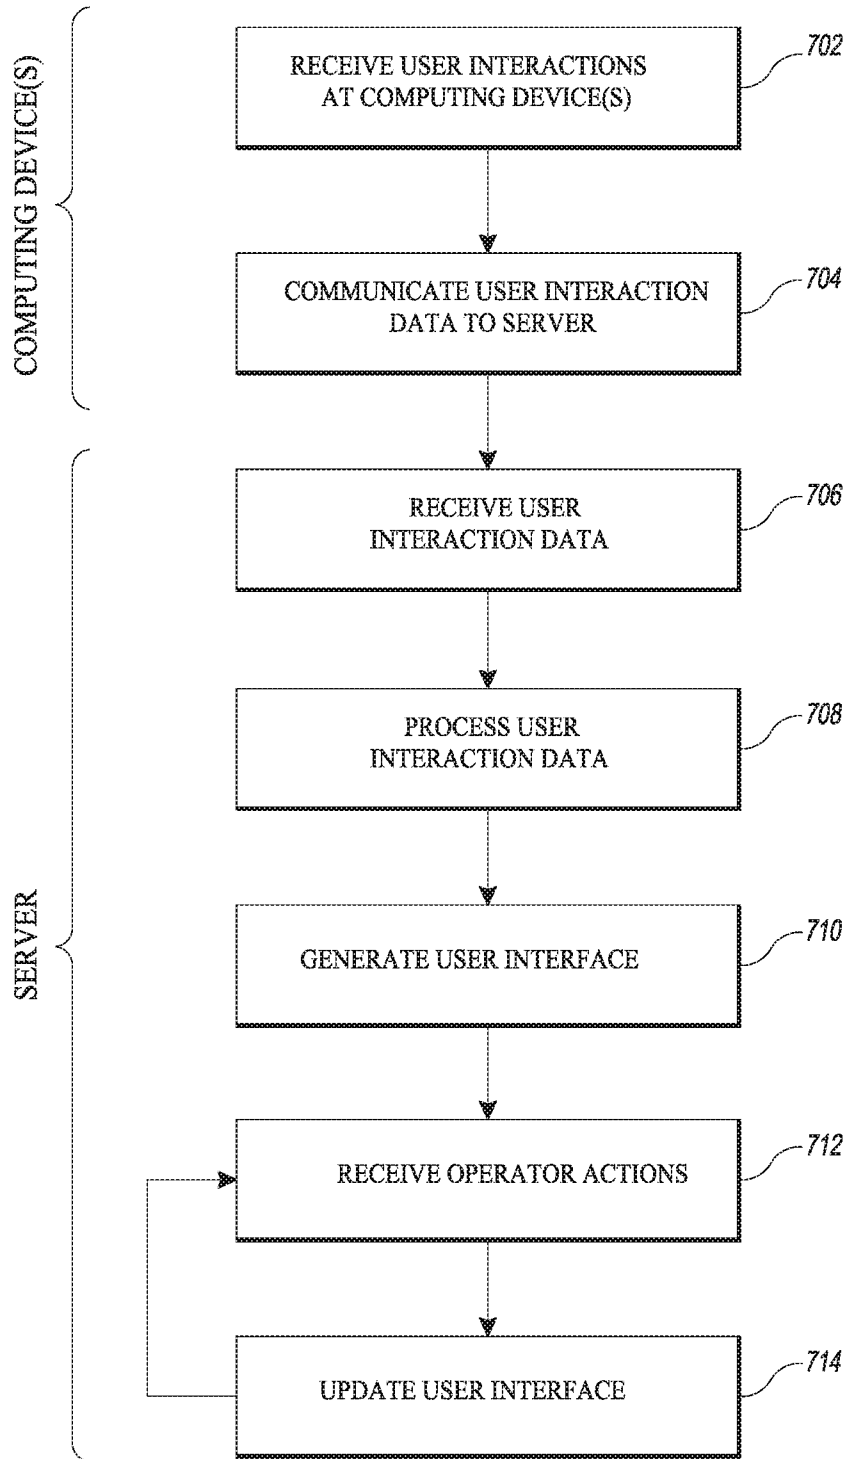 COMPUTING DEVICE(S)
RECEIVE USER INTERACTIONS
AT COMPUTING DEVICE(S)
702
COMMUNICATE USER INTERACTION
DATA TO SERVER
704
SERVER
RECEIVE USER
INTERACTION DATA
706
PROCESS USER
INTERACTION DATA
708
GENERATE USER INTERFACE
710
RECEIVE OPERATOR ACTIONS
712
UPDATE USER INTERFACE
714